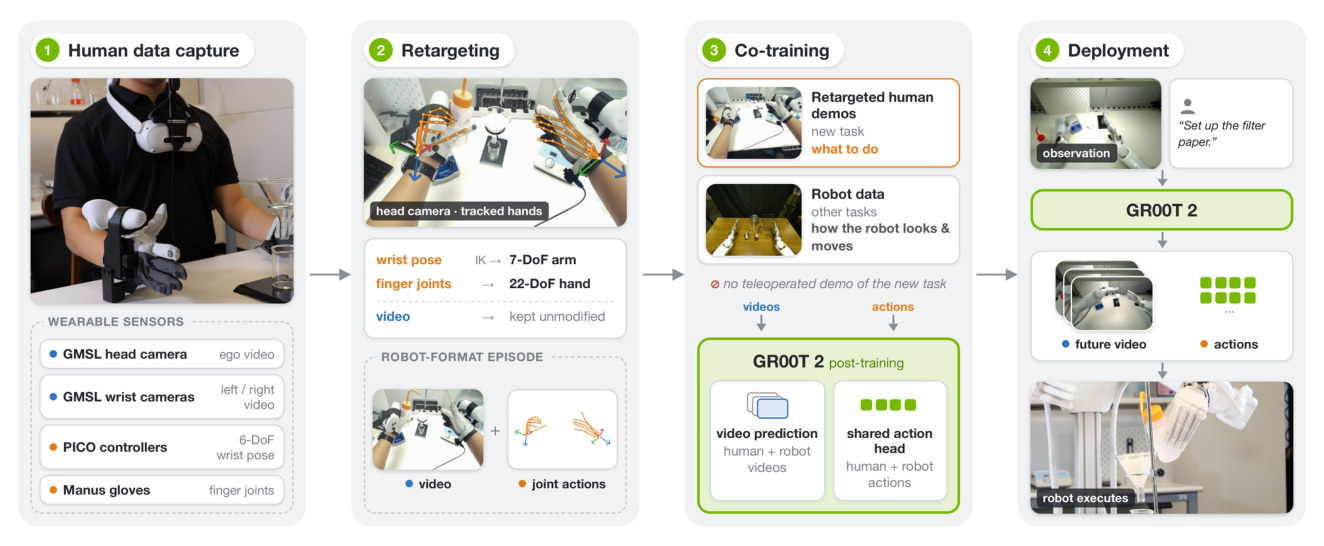 1 Human data capture
WEARABLE SENSORS
GMSL head camera ego video
GMSL wrist cameras left / right
video
PICO controllers 6-DoF
wrist pose
Manus gloves finger joints
2 Retargeting
head camera · tracked hands
wrist pose IK → 7-DoF arm
finger joints → 22-DoF hand
video → kept unmodified
ROBOT-FORMAT EPISODE
+
video joint actions
3 Co-training
Retargeted human
demos
new task
what to do
Robot data
other tasks
how the robot looks &
moves
no teleoperated demo of the new task
videos actions
GR00T 2 post-training
video prediction
human + robot
videos
shared action
head
human + robot
actions
4 Deployment
observation
“Set up the filter
paper.”
GR00T 2
...
future video actions
robot executes